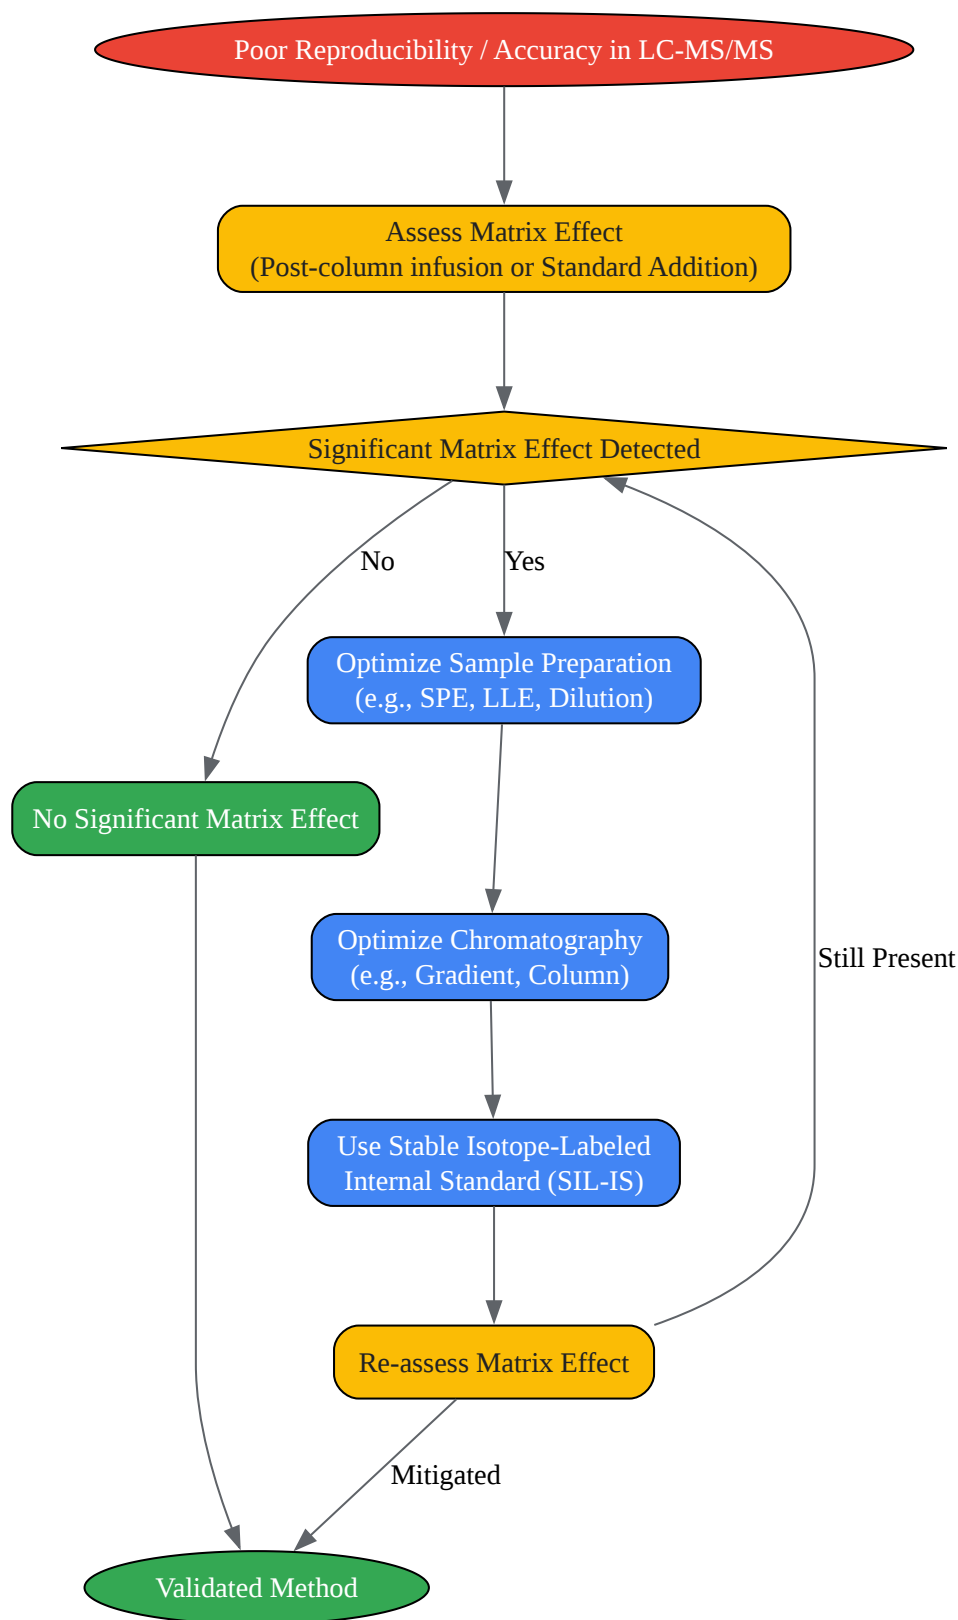 Poor Reproducibility / Accuracy in LC-MS/MS
Assess Matrix Effect
(Post-column infusion or Standard Addition)
Significant Matrix Effect Detected
No
Yes
Optimize Sample Preparation
(e.g., SPE, LLE, Dilution)
No Significant Matrix Effect
Optimize Chromatography
(e.g., Gradient, Column)
Still Present
Use Stable Isotope-Labeled
Internal Standard (SIL-IS)
Re-assess Matrix Effect
Mitigated
Validated Method